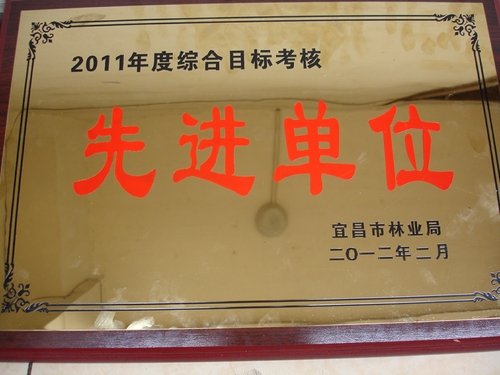 2011年度综合目标考核
先进单位
宜昌市林业局
二〇一二年二月